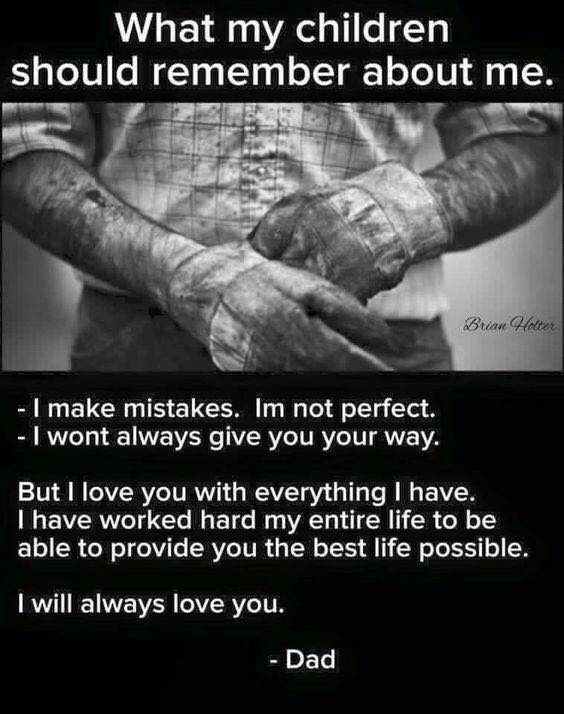 What my children
should remember about me.
Brian Holter
- I make mistakes.  Im not perfect.
- I wont always give you your way.
But I love you with everything I have.
I have worked hard my entire life to be
able to provide you the best life possible.
I will always love you.
- Dad